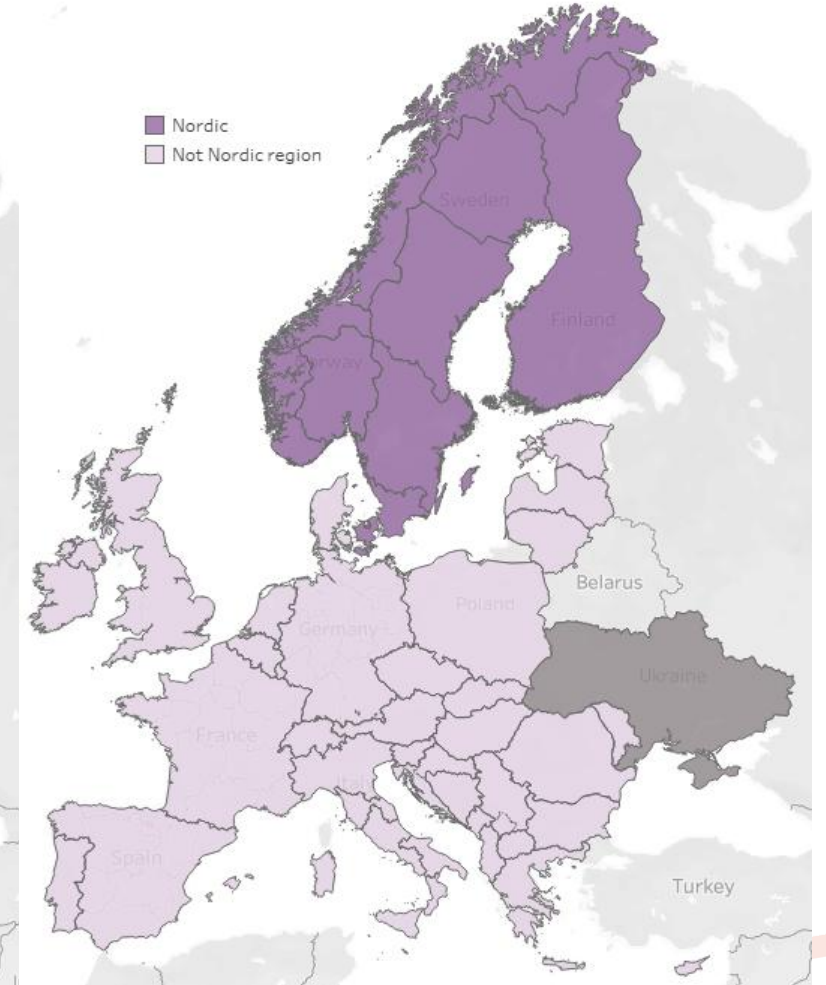 Nordic
Not Nordic region
Sweden
Finland
Norway
Belarus
Poland
Germany
Ukraine
France
Italy
Spain
Turkey